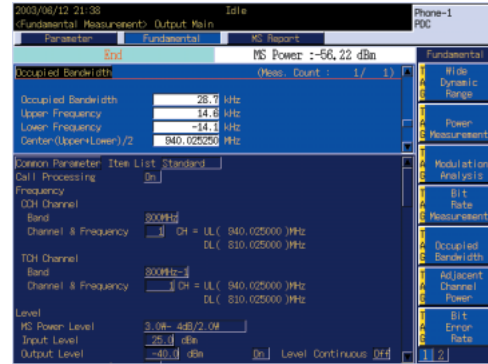 2003/06/12 21:38 Idle Phone-1
<Fundamental Measurement> Output Main PDC
Parameter Fundamental MS Report
End MS Power :-56.22 dBm Fundamental
Occupied Bandwidth (Meas. Count : 1/ 1)
Occupied Bandwidth 28.7 kHz
Upper Frequency 14.6 kHz
Lower Frequency -14.1 kHz
Center(Upper+Lower)/2 940.025250 MHz
Common Parameter Item List Standard
Call Processing On
Frequency
CCH Channel
Band 800MHz
Channel & Frequency 1 CH = UL( 940.025000 )MHz
DL( 810.025000 )MHz
TCH Channel
Band 800MHz-1
Channel & Frequency 1 CH = UL( 940.025000 )MHz
DL( 810.025000 )MHz
Level
MS Power Level 3.0W- 4dB/2.0W
Input Level 25.0 dBm
Output Level -40.0 dBm On Level Continuous Off
TAG Wide Dynamic Range
TAG Power Measurement
TAG Modulation Analysis
TAG Bit Rate Measurement
TAG Occupied Bandwidth
TAG Adjacent Channel Power
TAG Bit Error Rate
1 2